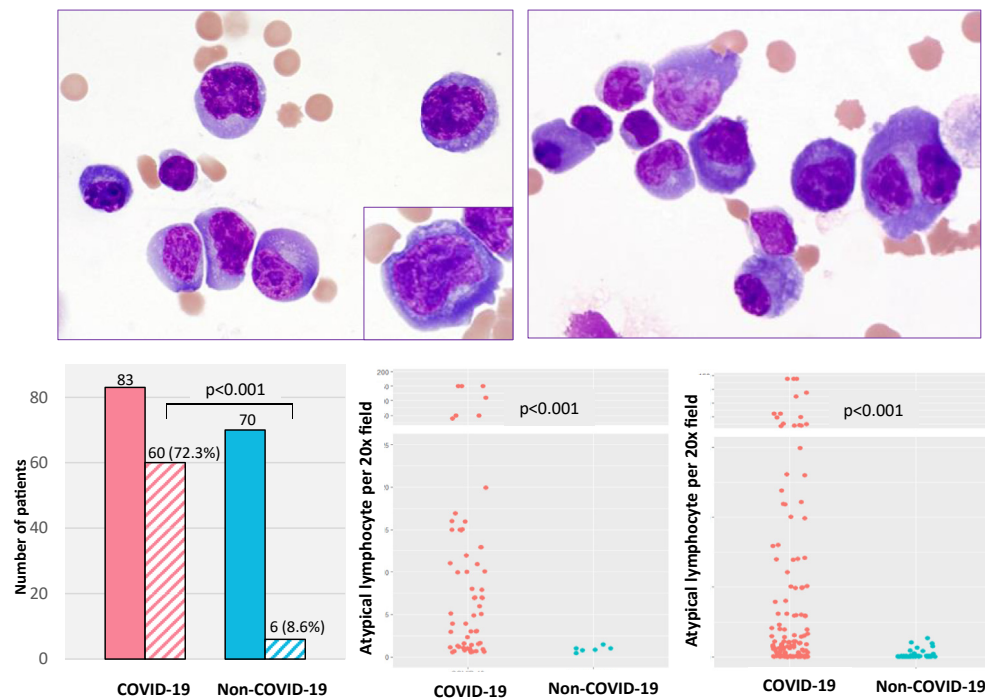 83
p<0.001
70
60 (72.3%)
6 (8.6%)
80
60
40
20
0
Number of patients
COVID-19 Non-COVID-19
200
p<0.001
Atypical lymphocyte per 20x field
COVID-19 Non-COVID-19
p<0.001
Atypical lymphocyte per 20x field
COVID-19 Non-COVID-19